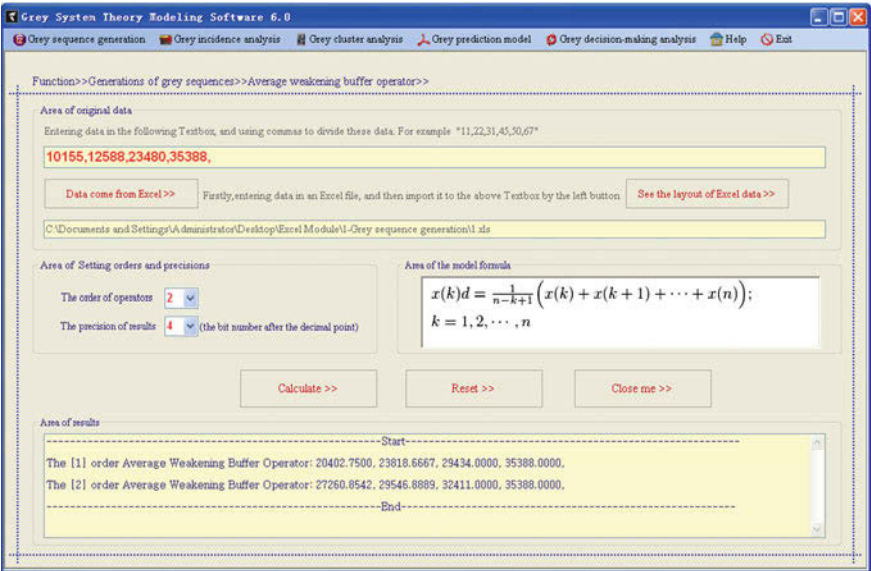 Grey System Theory Modeling Software 6.0
Grey sequence generation Grey incidence analysis Grey cluster analysis Grey prediction model Grey decision-making analysis Help Exit
Function>>Generations of grey sequences>>Average weakening buffer operator>>
Area of original data
Entering data in the following Textbox, and using commas to divide these data. For example "11,22,31,45,50,67"
10155,12588,23480,35388,
Data come from Excel >> Firstly,entering data in an Excel file, and then import it to the above Textbox by the left button See the layout of Excel data >>
C:\Documents and Settings\Administrator\Desktop\Excel Module\1-Grey sequence generation\1.xls
Area of Setting orders and precisions
The order of operators 2
The precision of results 4 (the bit number after the decimal point)
Area of the model formula
x(k)d = \frac{1}{n-k+1}(x(k) + x(k+1) + ··· + x(n));
k = 1, 2, ··· , n
Calculate >> Reset >> Close me >>
Area of results
Start
The [1] order Average Weakening Buffer Operator: 20402.7500, 23818.6667, 29434.0000, 35388.0000,
The [2] order Average Weakening Buffer Operator: 27260.8542, 29546.8889, 32411.0000, 35388.0000,
End